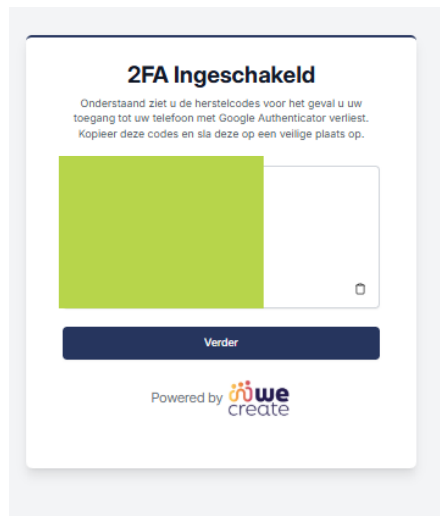 2FA Ingeschakeld
Onderstaand ziet u de herstelcodes voor het geval u uw
toegang tot uw telefoon met Google Authenticator verliest.
Kopieer deze codes en sla deze op een veilige plaats op.
Verder
Powered by we
create